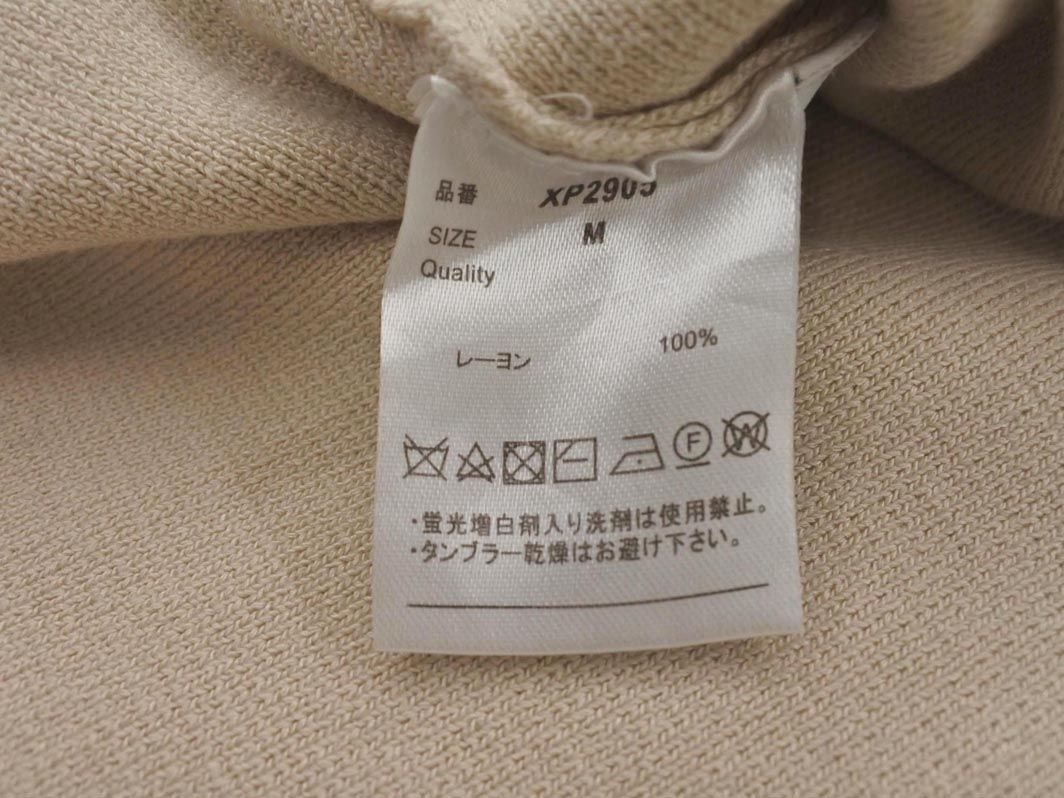 品番 XP2905
SIZE M
Quality
レーヨン 100%
F
W
・蛍光増白剤入り洗剤は使用禁止。
・タンブラー乾燥はお避け下さい。